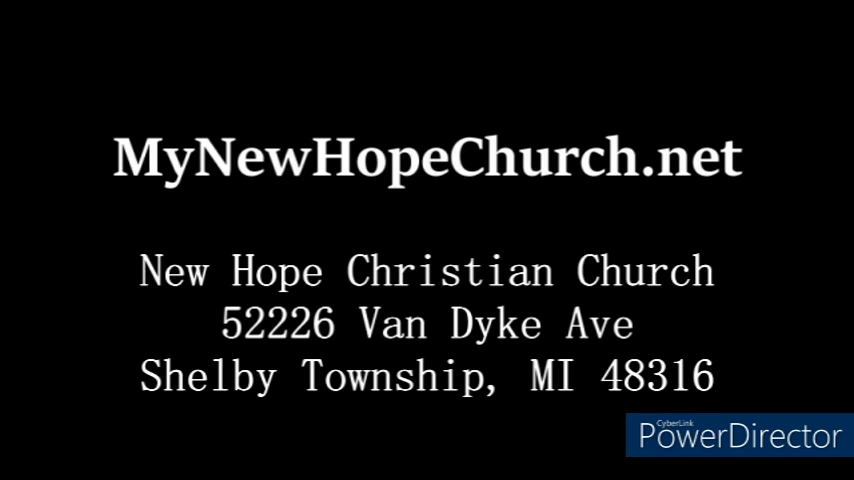 MyNewHopeChurch.net
New Hope Christian Church
52226 Van Dyke Ave
Shelby Township, MI 48316
CyberLink
PowerDirector